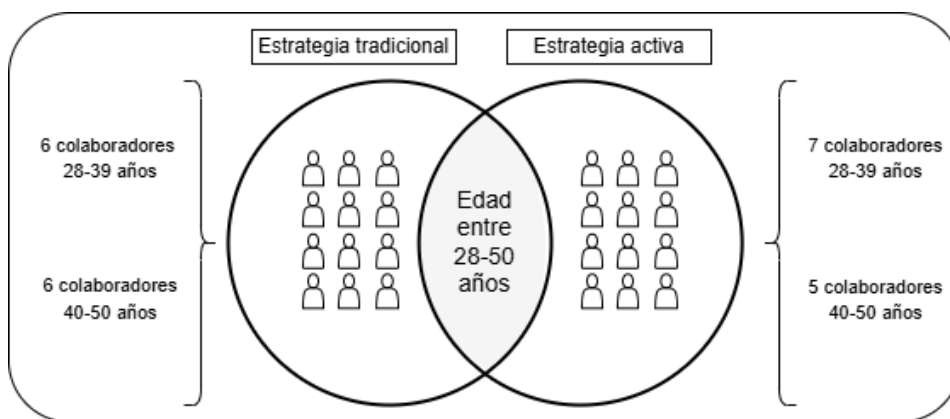 Estrategia tradicional
Estrategia activa
6 colaboradores
28-39 años
6 colaboradores
40-50 años
Edad
entre
28-50
años
7 colaboradores
28-39 años
5 colaboradores
40-50 años